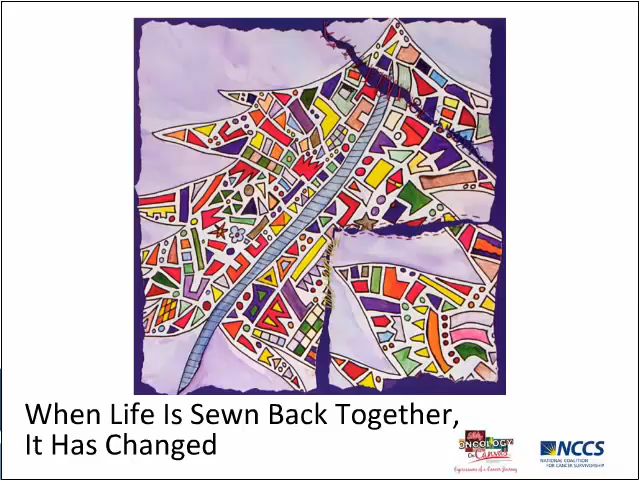 When Life Is Sewn Back Together,
It Has Changed
Lilly
ONCOLOGY
On Canvas
Expressions of a Cancer Journey
NCCS
NATIONAL COALITION
FOR CANCER SURVIVORSHIP